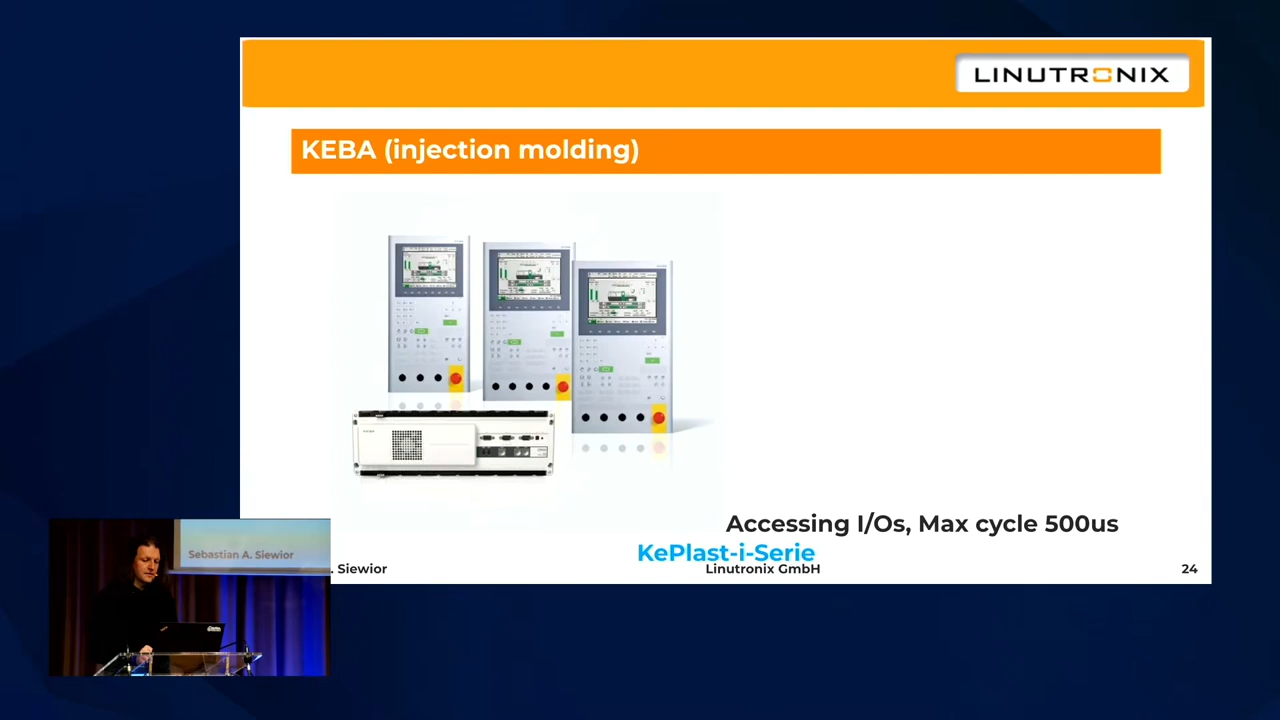 LINUTRONIX
KEBA (injection molding)
Accessing I/Os, Max cycle 500us
KePlast-i-Serie
. Siewior
Linutronix GmbH
24
Sebastian A. Siewior